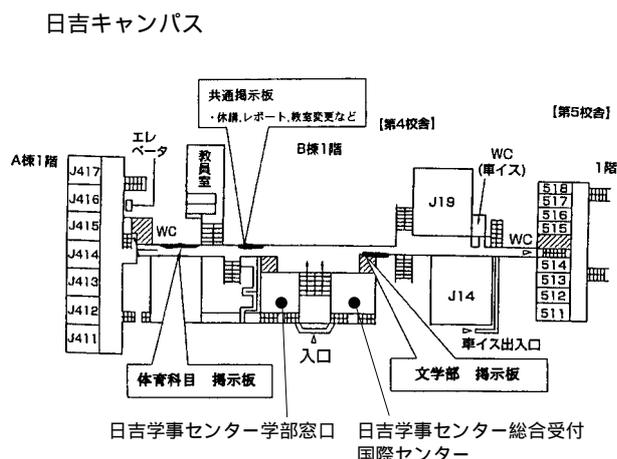 日吉キャンパス
共通掲示板
・休講、レポート、教室変更など
【第4校舎】
【第5校舎】
エレ
ベータ
A棟1階
教員室
B棟1階
WC
(車イス)
1階
J417
J416
J415
J414
J413
J412
J411
WC
J19
J14
WC
518
517
516
515
514
513
512
511
車イス出入口
入口
体育科目 掲示板
文学部 掲示板
日吉学事センター学部窓口
日吉学事センター総合受付
国際センター